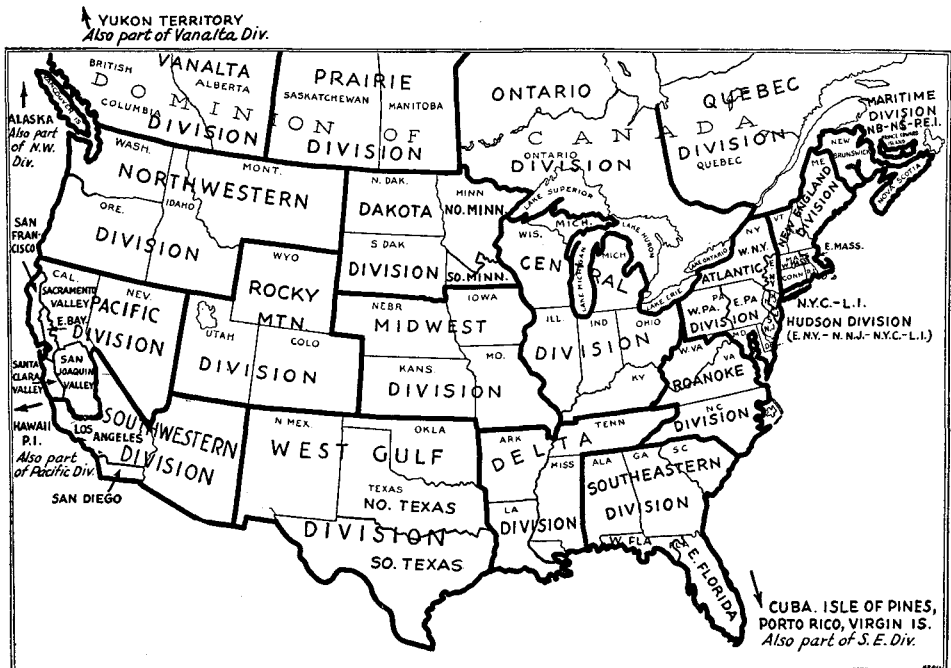 YUKON TERRITORY
Also part of Vanalta Div.
BRITISH
COLUMBIA
VANALTA
ALBERTA
DIVISION
VANCOUVER IS.
PRAIRIE
SASKATCHEWAN
MANITOBA
DIVISION
DOMINION OF CANADA
ONTARIO
ONTARIO
DIVISION
QUEBEC
DIVISION
QUEBEC
MARITIME
DIVISION
NB-NS-P.E.I.
PRINCE EDWARD
ISLAND
NEW
BRUNSWICK
NOVA SCOTIA
ALASKA
Also part
of N.W.
Div.
WASH.
MONT.
NORTHWESTERN
ORE.
IDAHO
DIVISION
N. DAK.
DAKOTA
S DAK
DIVISION
MINN
NO. MINN.
SO. MINN.
LAKE SUPERIOR
MICH.
LAKE HURON
WIS.
CENTRAL
LAKE MICHIGAN
MICH
LAKE ONTARIO
LAKE ERIE
ILL
IND
OHIO
DIVISION
KY
ME
VT
NEW ENGLAND
DIVISION
E. MASS.
CONN
NY
W.N.Y.
ATLANTIC
W. PA.
PA
E. PA
DIVISION
N.Y.C.-L.I.
HUDSON DIVISION
(E. N.Y.- N N.J.- N.Y.C.-L.I.)
SAN
FRAN-
CISCO
CAL.
SACRAMENTO
VALLEY
E. BAY
NEV.
PACIFIC
DIVISION
SANTA
CLARA
VALLEY
SAN
JOAQUIN
VALLEY
HAWAII
P.I.
Also part
of Pacific Div.
LOS
ANGELES
SOUTHWESTERN
DIVISION
SAN DIEGO
WYO
ROCKY
MTN.
UTAH
COLO
DIVISION
NEBR
IOWA
MIDWEST
KANS.
MO.
DIVISION
W. VA
VA
ROANOKE
N C
DIVISION
N MEX.
OKLA
WEST GULF
TEXAS
NO. TEXAS
DIVISION
SO. TEXAS
ARK
TENN
DELTA
MISS
LA
DIVISION
ALA
GA
SC
SOUTHEASTERN
DIVISION
W. FLA
E. FLORIDA
CUBA. ISLE OF PINES,
PORTO RICO, VIRGIN IS.
Also part of S.E. Div.